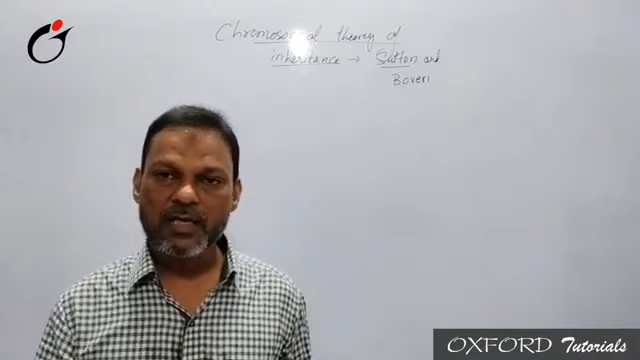 Chromosomal theory of
inheritance → Sutton and
Boveri
OXFORD Tutorials